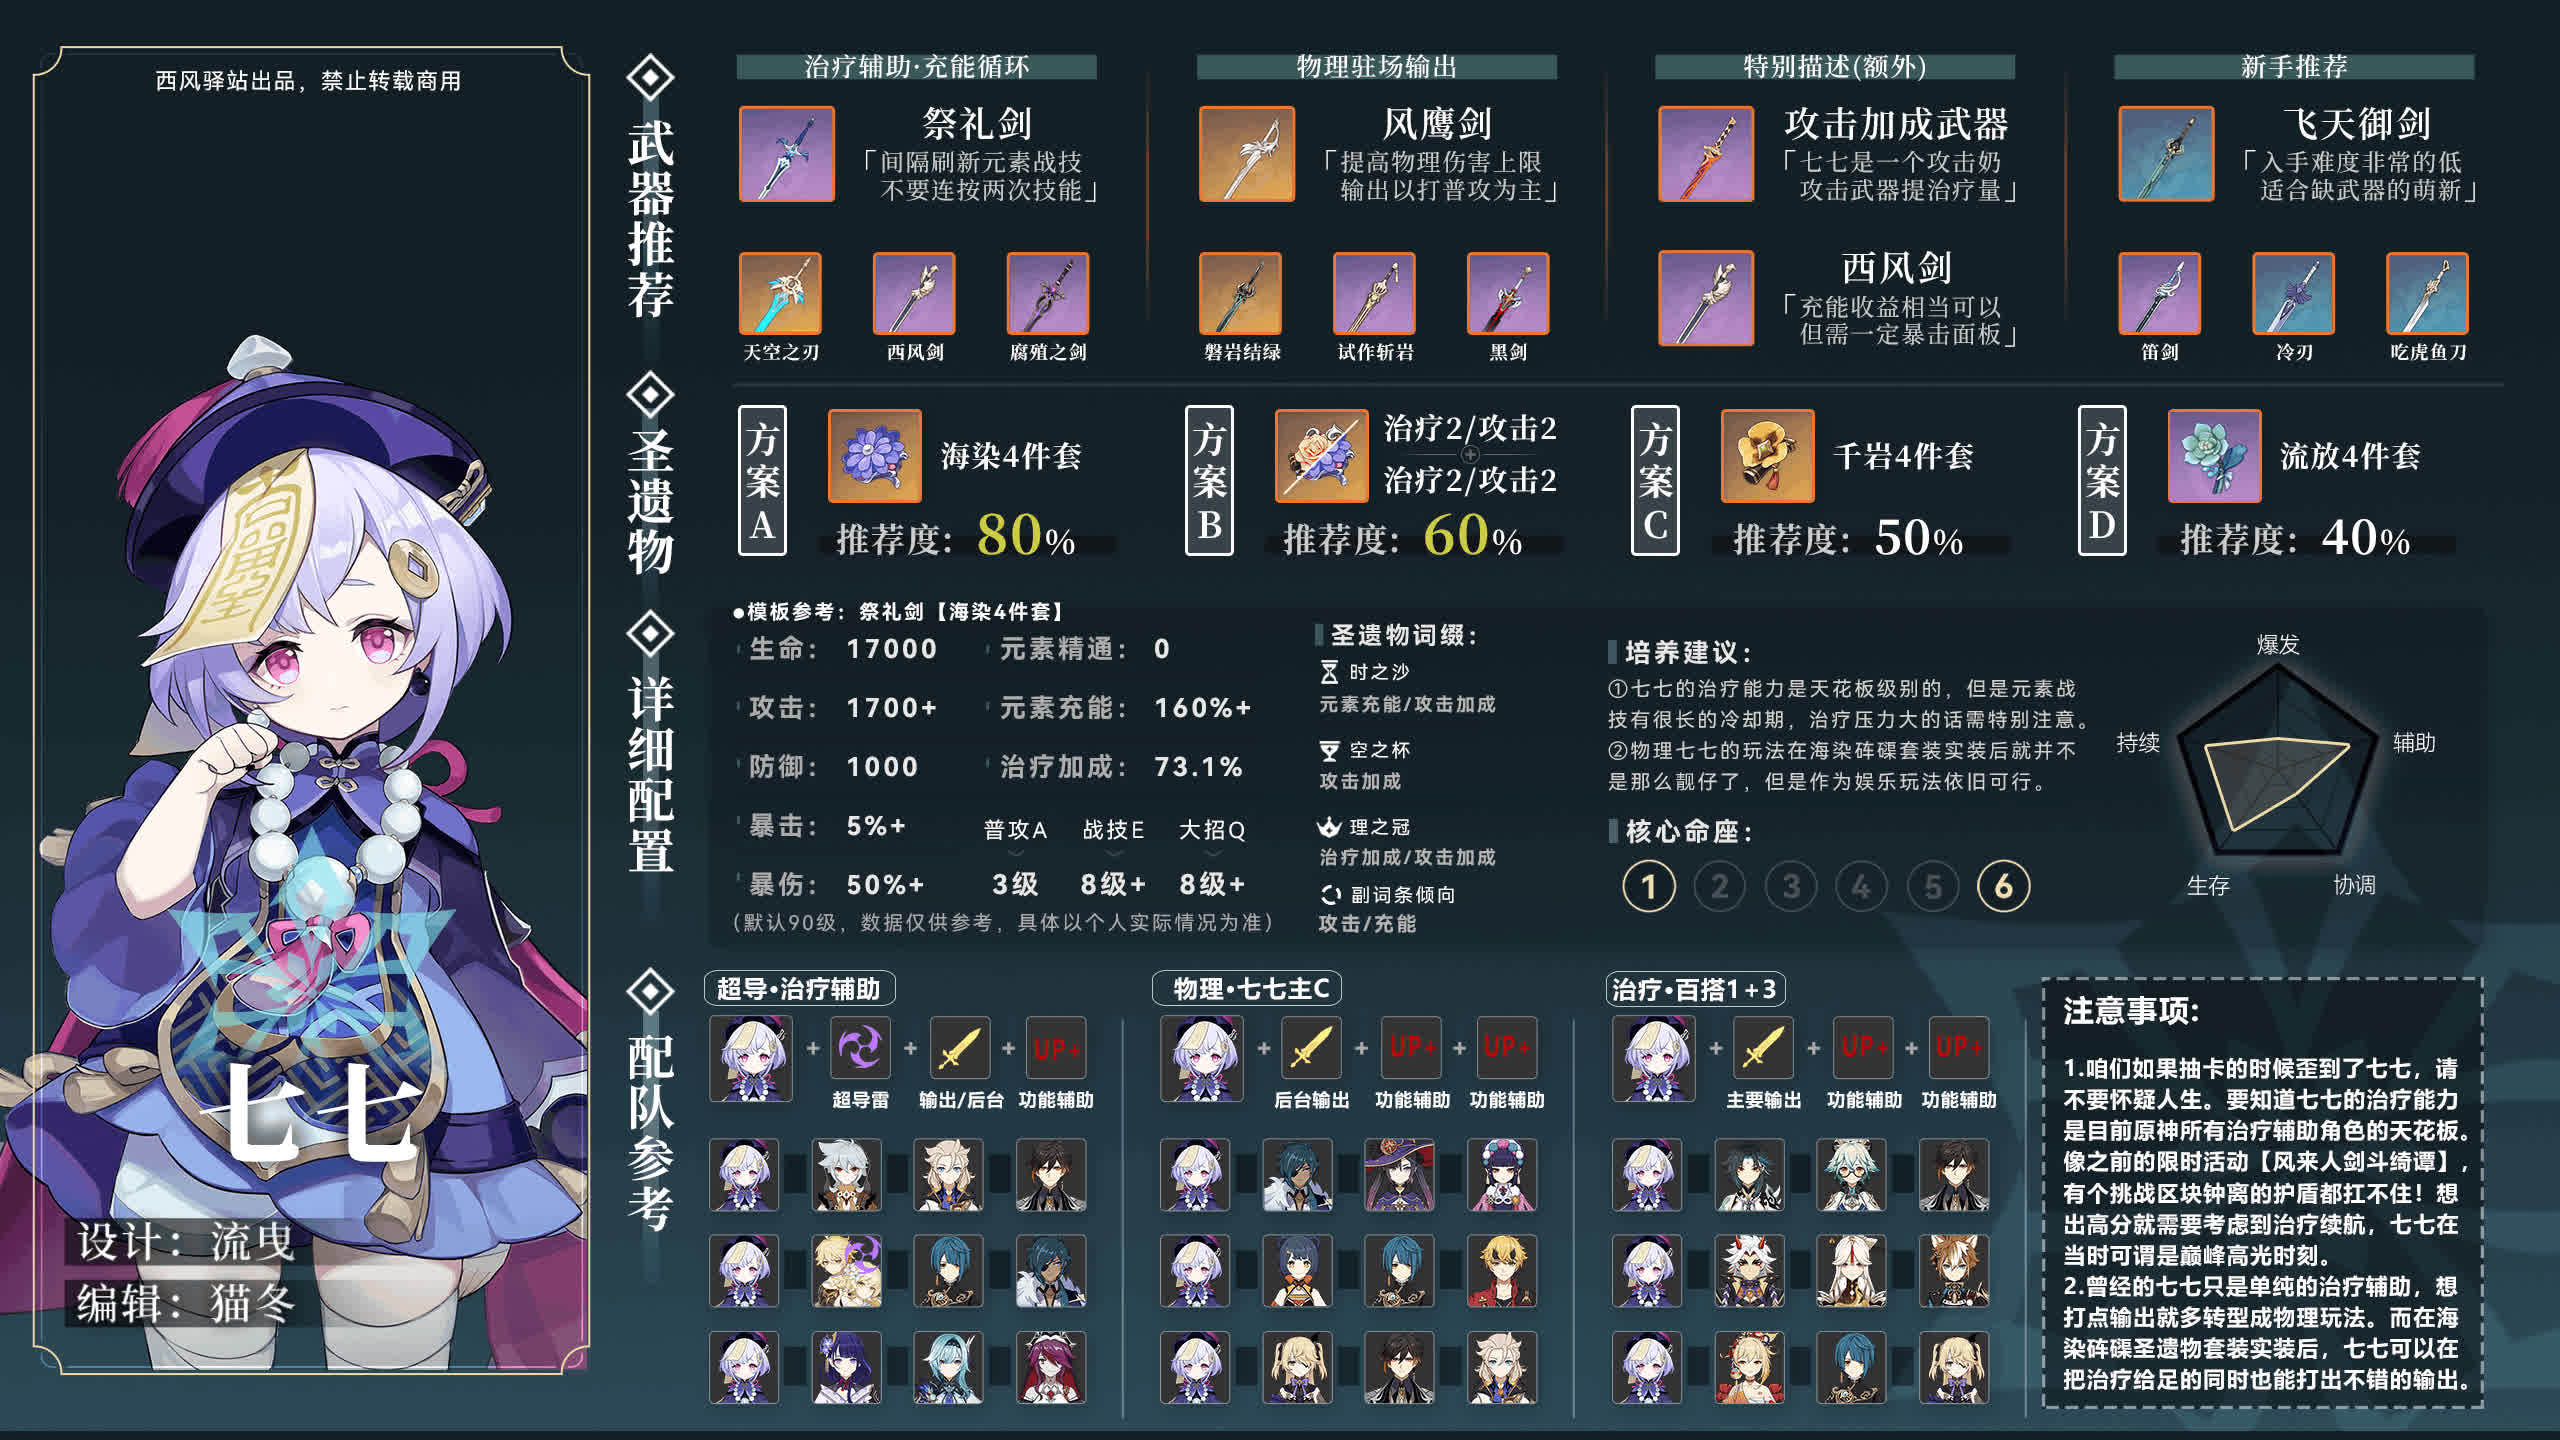 西风驿站出品，禁止转载商用
七七
设计：流曳
编辑：猫冬
武器推荐
治疗辅助·充能循环
祭礼剑
「间隔刷新元素战技
不要连按两次技能」
天空之刃
西风剑
腐殖之剑
物理驻场输出
风鹰剑
「提高物理伤害上限
输出以打普攻为主」
磐岩结绿
试作斩岩
黑剑
特别描述(额外)
攻击加成武器
「七七是一个攻击奶
攻击武器提治疗量」
西风剑
「充能收益相当可以
但需一定暴击面板」
新手推荐
飞天御剑
「入手难度非常的低
适合缺武器的萌新」
笛剑
冷刃
吃虎鱼刀
圣遗物
方案A
海染4件套
推荐度：80%
方案B
治疗2/攻击2
治疗2/攻击2
推荐度：60%
方案C
千岩4件套
推荐度：50%
方案D
流放4件套
推荐度：40%
详细配置
●模板参考：祭礼剑【海染4件套】
生命：17000
元素精通：0
攻击：1700+
元素充能：160%+
防御：1000
治疗加成：73.1%
暴击：5%+
普攻A 战技E 大招Q
暴伤：50%+
3级 8级+ 8级+
(默认90级，数据仅供参考，具体以个人实际情况为准)
圣遗物词缀：
时之沙
元素充能/攻击加成
空之杯
攻击加成
理之冠
治疗加成/攻击加成
副词条倾向
攻击/充能
培养建议：
①七七的治疗能力是天花板级别的，但是元素战
技有很长的冷却期，治疗压力大的话需特别注意。
②物理七七的玩法在海染砗磲套装实装后就并不
是那么靓仔了，但是作为娱乐玩法依旧可行。
核心命座：
1 2 3 4 5 6
爆发
持续
辅助
生存
协调
配队参考
超导·治疗辅助
+ + + UP+
超导雷 输出/后台 功能辅助
物理·七七主C
+ + UP+ + UP+
后台输出 功能辅助 功能辅助
治疗·百搭1+3
+ + UP+ + UP+
主要输出 功能辅助 功能辅助
注意事项：
1.咱们如果抽卡的时候歪到了七七，请
不要怀疑人生。要知道七七的治疗能力
是目前原神所有治疗辅助角色的天花板。
像之前的限时活动【风来人剑斗绮谭】，
有个挑战区块钟离的护盾都扛不住！想
出高分就需要考虑到治疗续航，七七在
当时可谓是巅峰高光时刻。
2.曾经的七七只是单纯的治疗辅助，想
打点输出就多转型成物理玩法。而在海
染砗磲圣遗物套装实装后，七七可以在
把治疗给足的同时也能打出不错的输出。